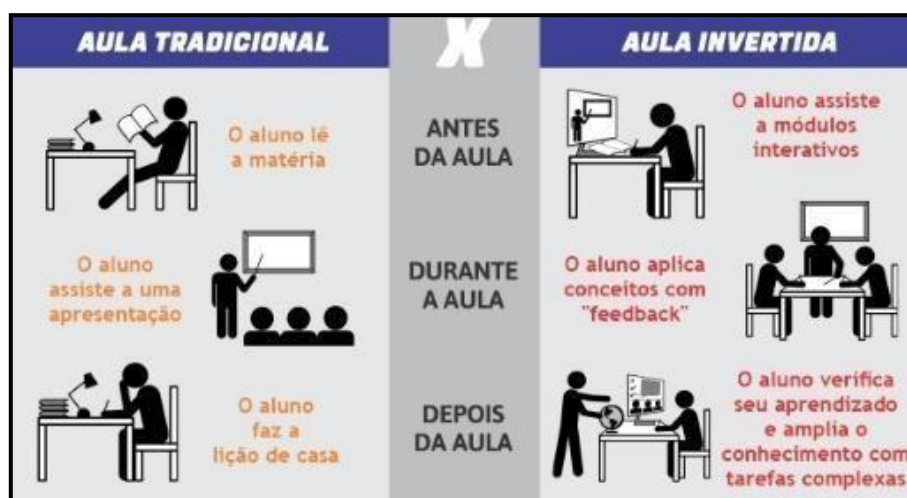 AULA TRADICIONAL
X
AULA INVERTIDA
O aluno lê
a matéria
ANTES
DA AULA
O aluno assiste
a módulos
interativos
O aluno
assiste a uma
apresentação
DURANTE
A AULA
O aluno aplica
conceitos com
"feedback"
O aluno
faz a
lição de casa
DEPOIS
DA AULA
O aluno verifica
seu aprendizado
e amplia o
conhecimento com
tarefas complexas